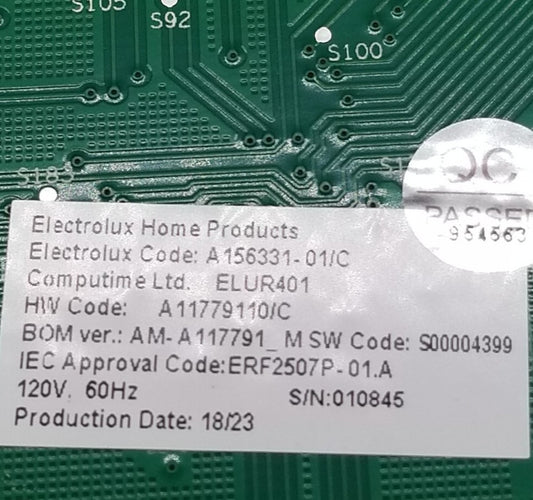 S105
S92
S100
S183
QC
PASSED
954563
Electrolux Home Products
Electrolux Code: A156331-01/C
Computime Ltd. ELUR401
HW Code: A11779110/C
BOM ver.: AM-A117791_M SW Code: S00004399
IEC Approval Code:ERF2507P-01.A
120V. 60Hz S/N:010845
Production Date: 18/23